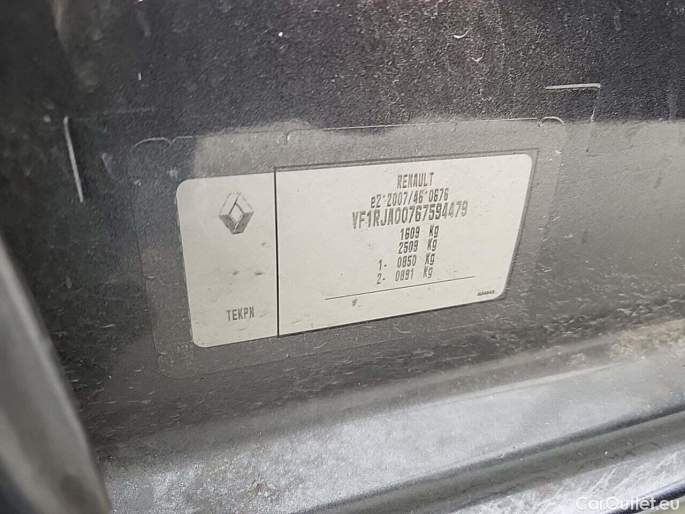 RENAULT
e2*2007/46*0676
VF1RJA00767594479
1609 Kg
2509 Kg
1- 0850 Kg
2- 0891 Kg
TEKPN
CarOutlet.eu